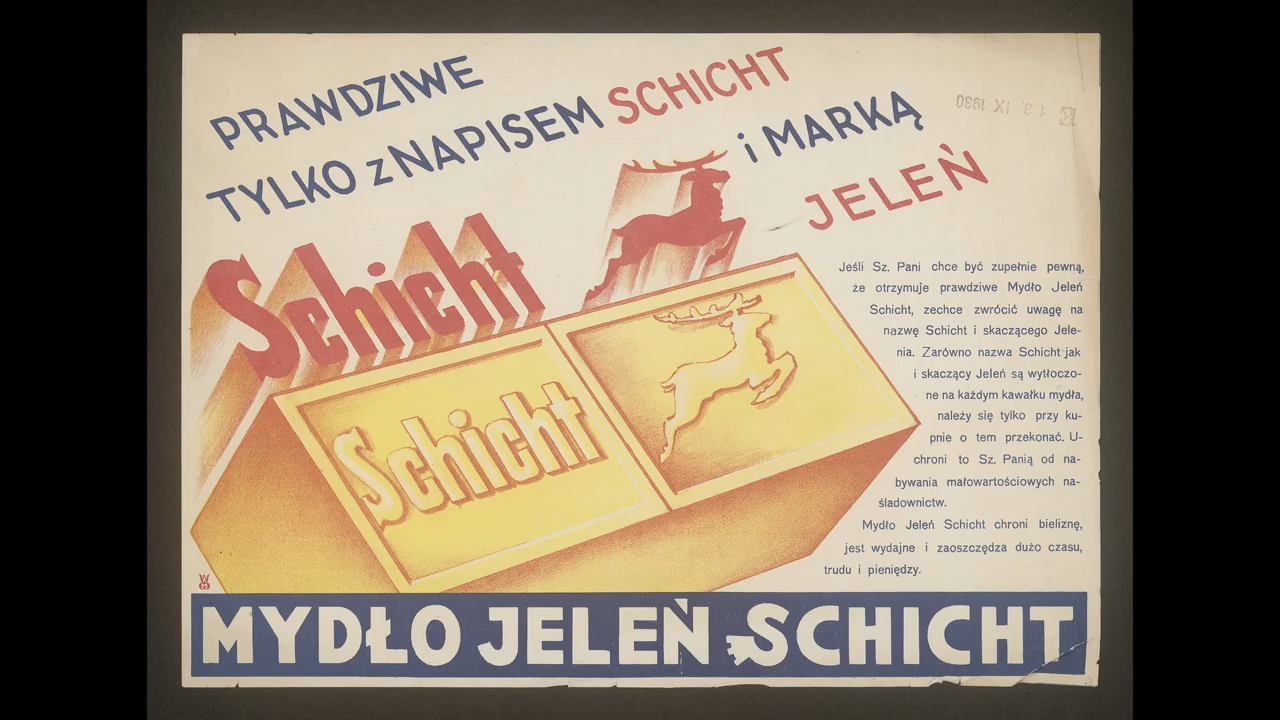 PRAWDZIWE
TYLKO z NAPISEM SCHICHT
i MARKĄ
JELEŃ
13. IX 1930
Schicht
Schicht
Jeśli Sz. Pani chce być zupełnie pewną,
że otrzymuje prawdziwe Mydło Jeleń
Schicht, zechce zwrócić uwagę na
nazwę Schicht i skaczącego Jele-
nia. Zarówno nazwa Schicht jak
i skaczący Jeleń są wytłoczo-
ne na każdym kawałku mydła,
należy się tylko przy ku-
pnie o tem przekonać. U-
chroni to Sz. Panią od na-
bywania małowartościowych na-
śladownictw.
Mydło Jeleń Schicht chroni bieliznę,
jest wydajne i zaoszczędza dużo czasu,
trudu i pieniędzy.
MYDŁO JELEŃ SCHICHT